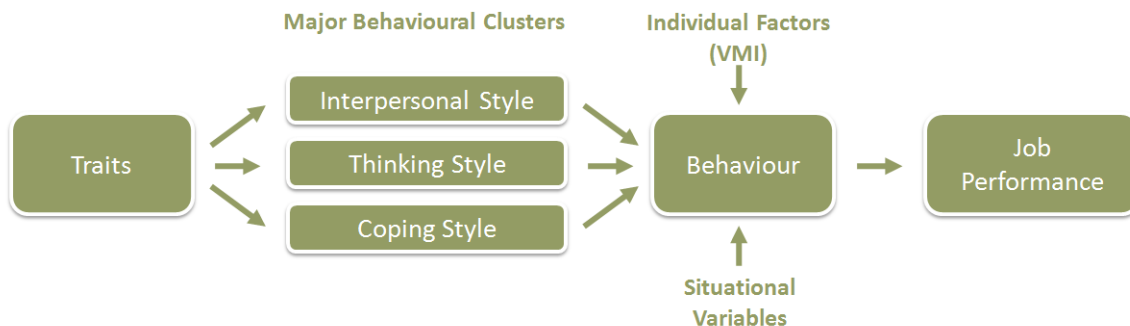 Major Behavioural Clusters
Individual Factors
(VMI)
Interpersonal Style
Traits
Thinking Style
Behaviour
Job
Performance
Coping Style
Situational
Variables